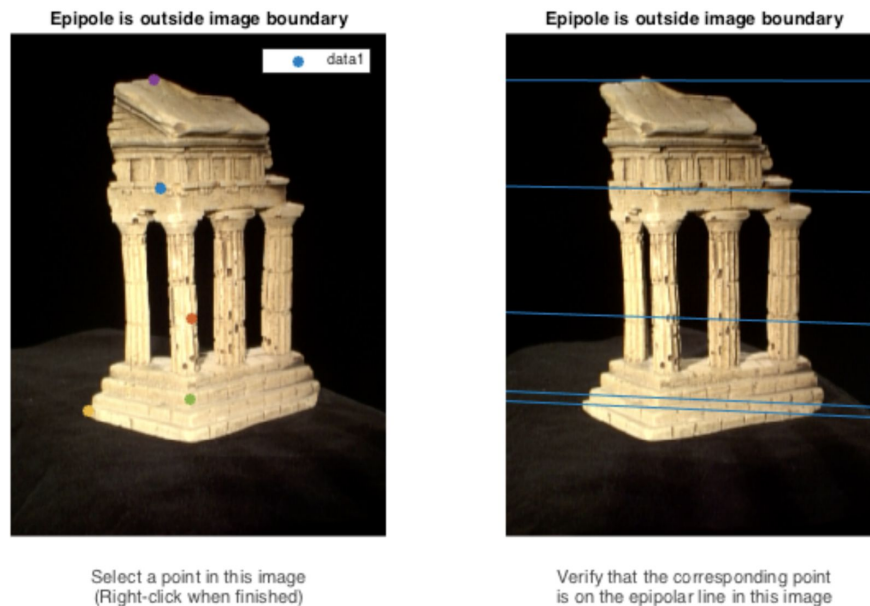 Epipole is outside image boundary
Epipole is outside image boundary
data1
Select a point in this image
(Right-click when finished)
Verify that the corresponding point
is on the epipolar line in this image